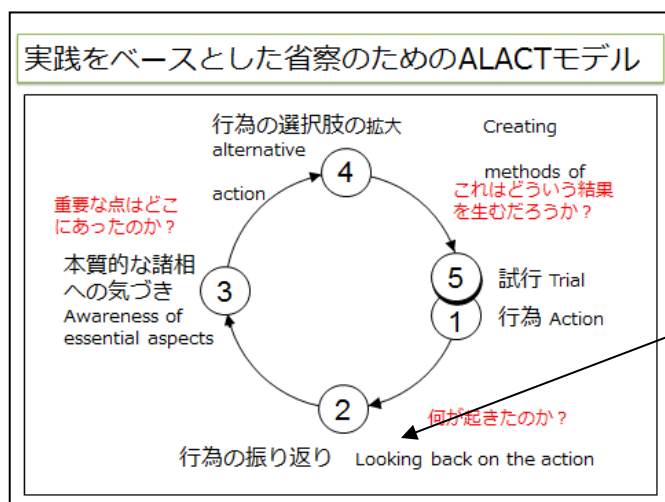 実践をベースとした省察のためのALACTモデル
行為の選択肢の拡大 Creating
alternative
methods of
action
4
これはどういう結果
を生むだろうか?
重要な点はどこ
にあったのか?
本質的な諸相
への気づき
Awareness of
essential aspects
3
5
試行 Trial
1
行為 Action
2
何が起きたのか?
行為の振り返り Looking back on the action